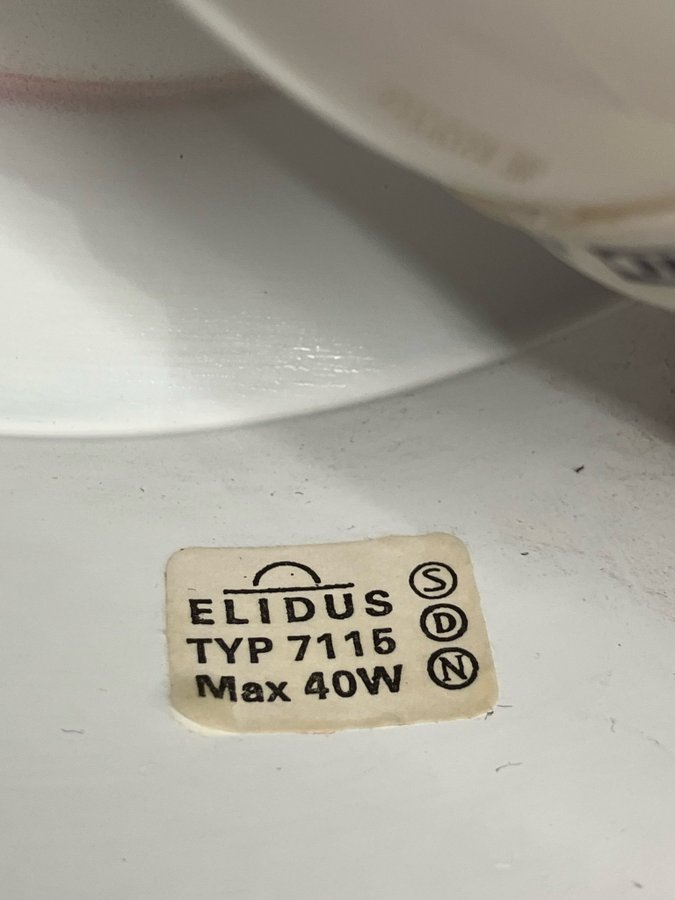 ELIDUS
TYP 7115
Max 40W
S
D
N